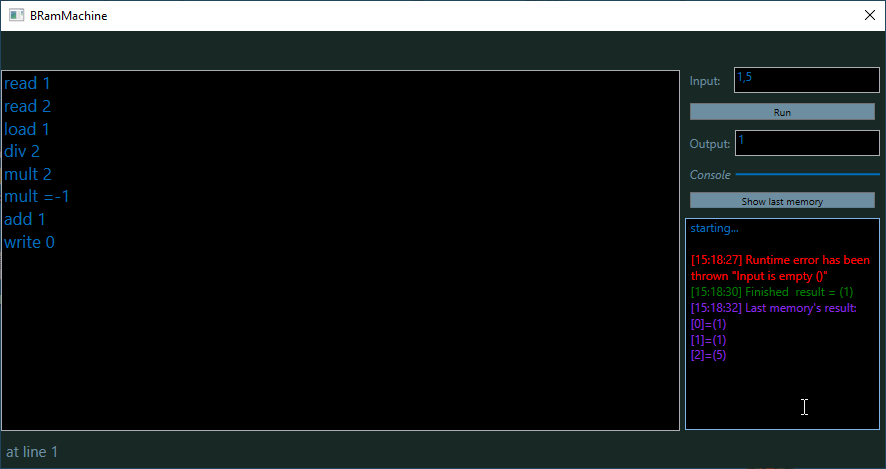 BRamMachine
read 1
read 2
load 1
div 2
mult 2
mult =-1
add 1
write 0
Input: 1,5
Run
Output: 1
Console
Show last memory
starting...
[15:18:27] Runtime error has been
thrown "Input is empty ()"
[15:18:30] Finished result = (1)
[15:18:32] Last memory's result:
[0]=(1)
[1]=(1)
[2]=(5)
at line 1